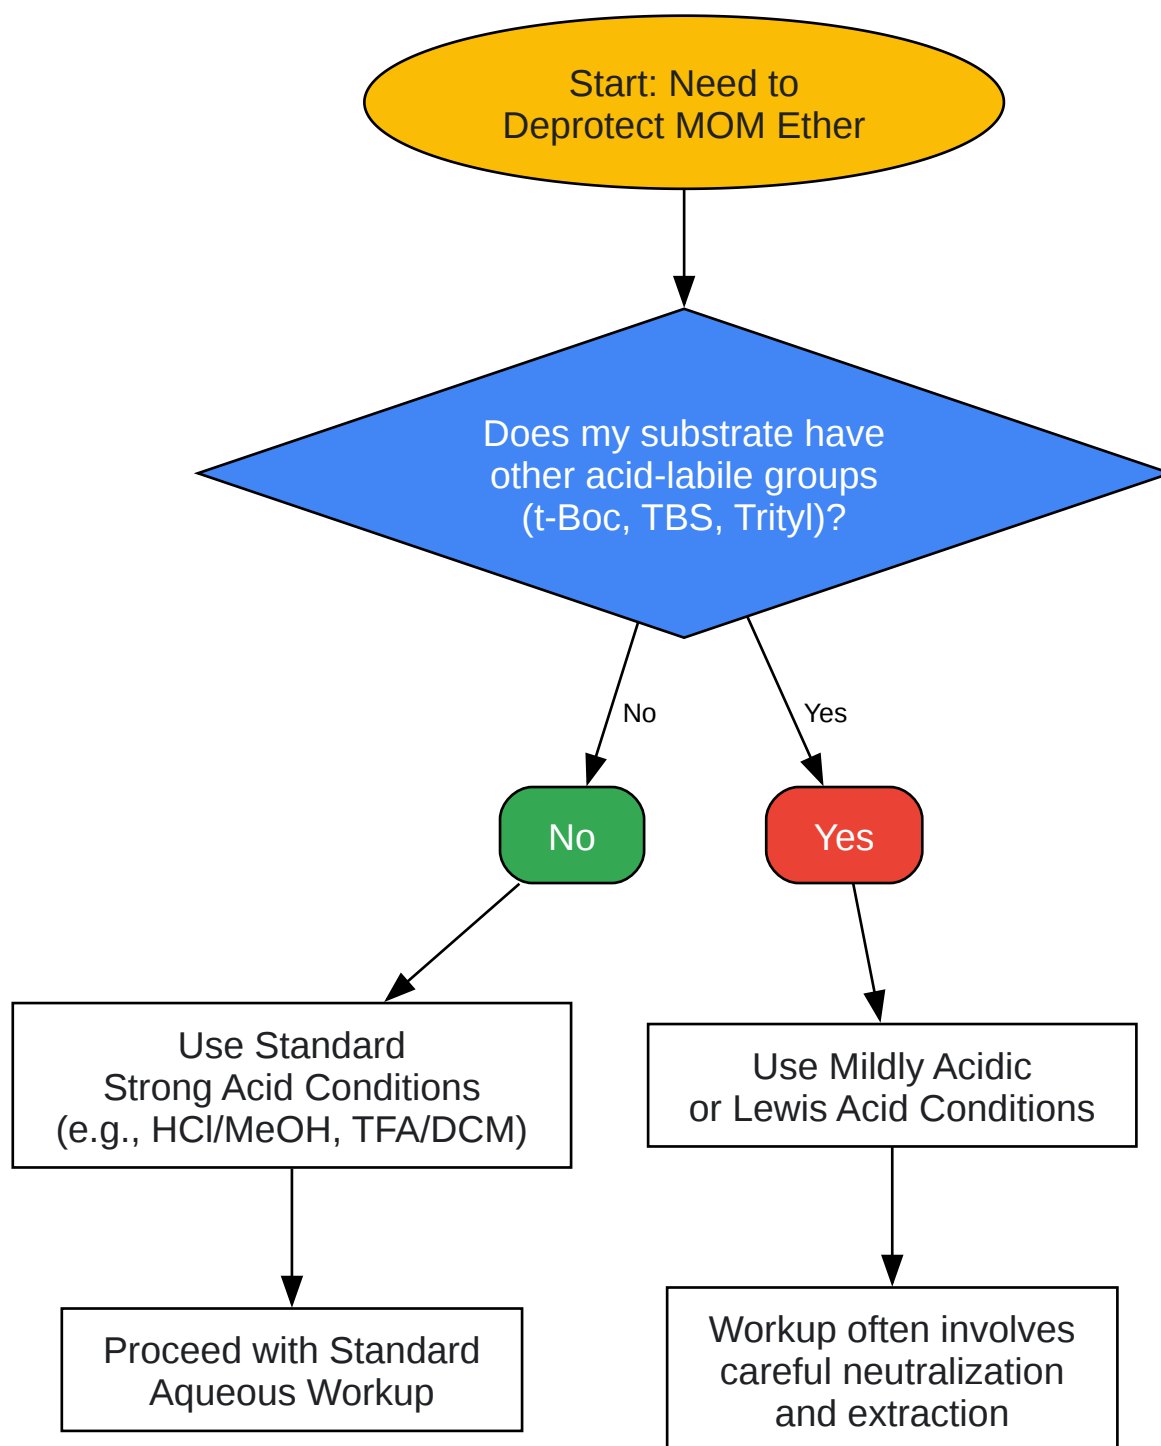 Start: Need to
Deprotect MOM Ether
Does my substrate have
other acid-labile groups
(t-Boc, TBS, Trityl)?
No
Yes
No
Yes
Use Standard
Strong Acid Conditions
(e.g., HCl/MeOH, TFA/DCM)
Use Mildly Acidic
or Lewis Acid Conditions
Proceed with Standard
Aqueous Workup
Workup often involves
careful neutralization
and extraction